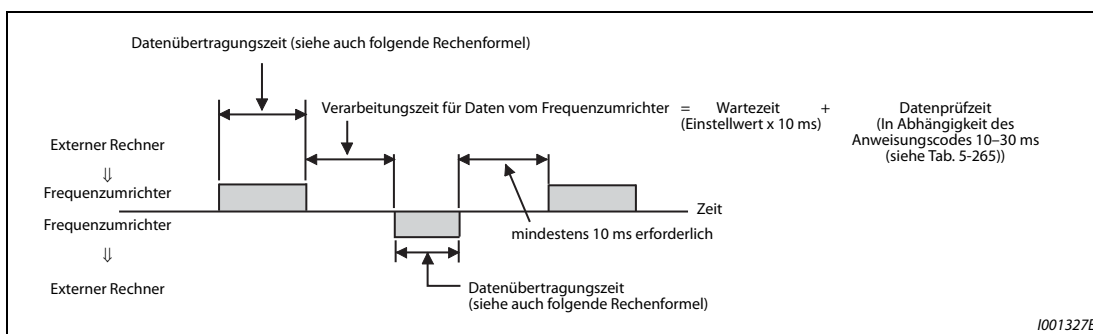 Datenübertragungszeit (siehe auch folgende Rechenformel)
Verarbeitungszeit für Daten vom Frequenzumrichter = Wartezeit + Datenprüfzeit
(Einstellwert x 10 ms)
(In Abhängigkeit des
Anweisungscodes 10–30 ms
(siehe Tab. 5-265))
Externer Rechner
⇓
Frequenzumrichter
Zeit
Frequenzumrichter
⇓
Externer Rechner
mindestens 10 ms erforderlich
Datenübertragungszeit
(siehe auch folgende Rechenformel)
I001327E